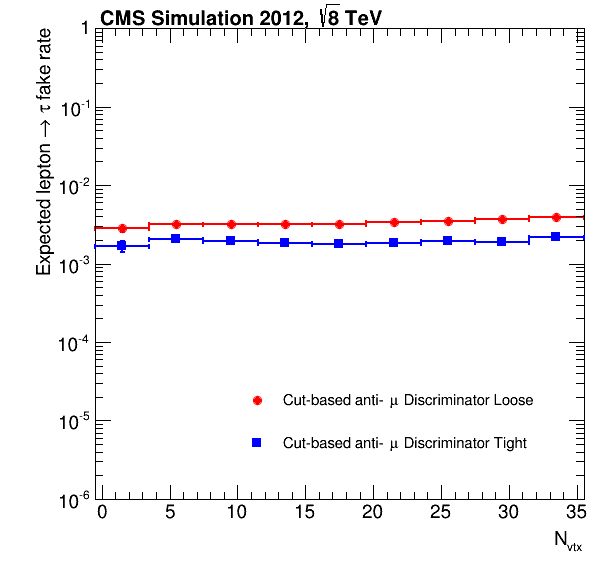 CMS Simulation 2012, √8 TeV
Expected lepton → τ fake rate
1
10⁻¹
10⁻²
10⁻³
10⁻⁴
10⁻⁵
10⁻⁶
Cut-based anti- μ Discriminator Loose
Cut-based anti- μ Discriminator Tight
0 5 10 15 20 25 30 35
N_vtx